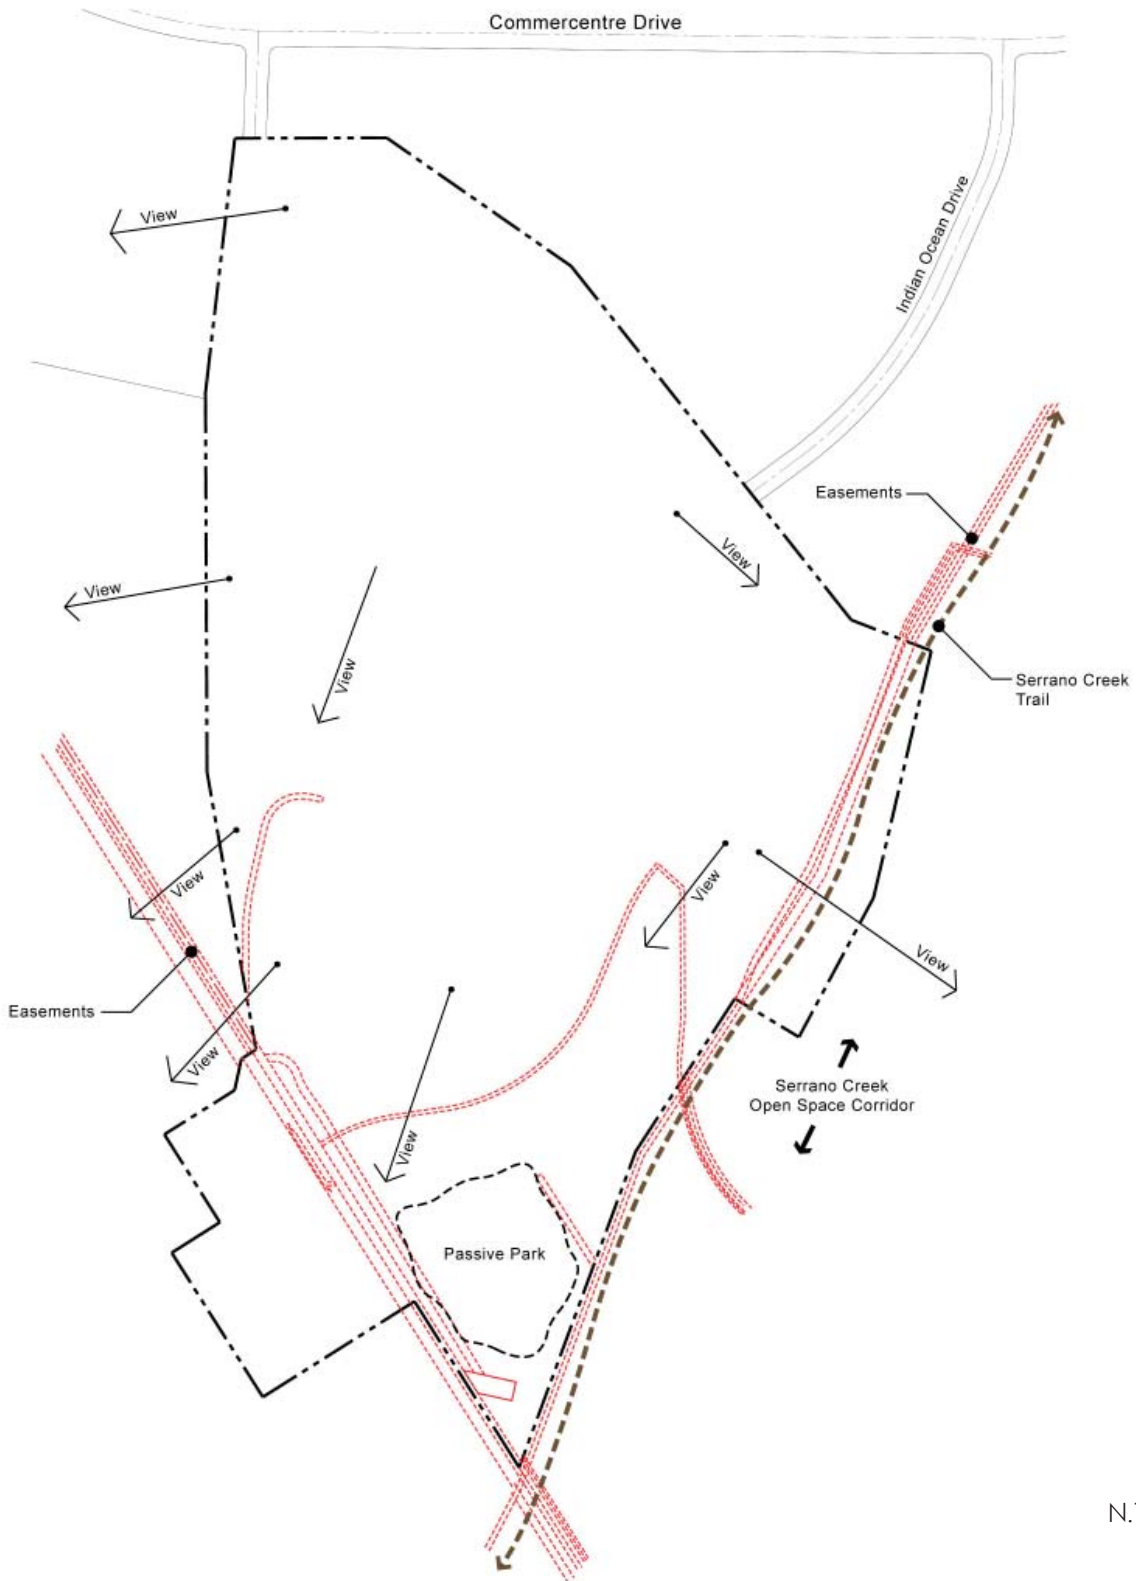 Commercentre Drive
View
Indian Ocean Drive
Easements
View
View
View
Serrano Creek
Trail
View
View
View
Easements
View
Serrano Creek
Open Space Corridor
View
Passive Park